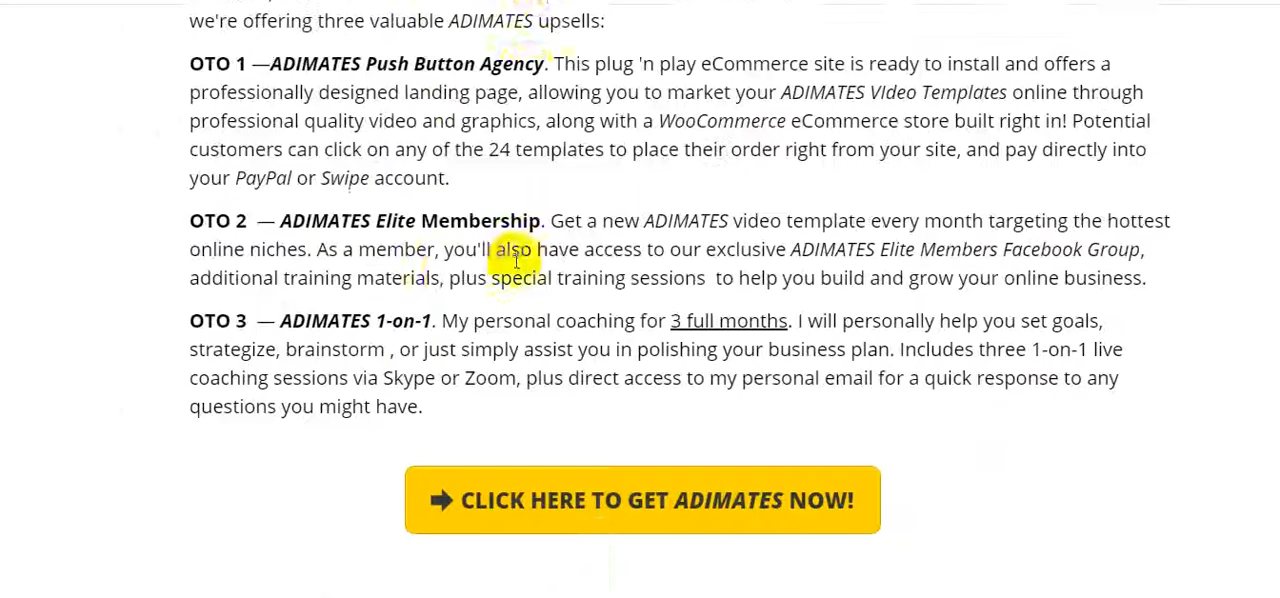 we're offering three valuable ADIMATES upsells:
OTO 1 —ADIMATES Push Button Agency. This plug 'n play eCommerce site is ready to install and offers a
professionally designed landing page, allowing you to market your ADIMATES VIdeo Templates online through
professional quality video and graphics, along with a WooCommerce eCommerce store built right in! Potential
customers can click on any of the 24 templates to place their order right from your site, and pay directly into
your PayPal or Swipe account.
OTO 2 — ADIMATES Elite Membership. Get a new ADIMATES video template every month targeting the hottest
online niches. As a member, you'll also have access to our exclusive ADIMATES Elite Members Facebook Group,
additional training materials, plus special training sessions to help you build and grow your online business.
OTO 3 — ADIMATES 1-on-1. My personal coaching for 3 full months. I will personally help you set goals,
strategize, brainstorm , or just simply assist you in polishing your business plan. Includes three 1-on-1 live
coaching sessions via Skype or Zoom, plus direct access to my personal email for a quick response to any
questions you might have.
➡ CLICK HERE TO GET ADIMATES NOW!